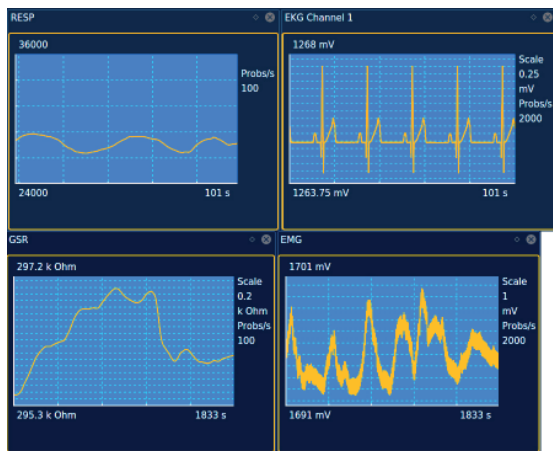 RESP
36000
Probs/s
100
24000 101 s
EKG Channel 1
1268 mV
Scale
0.25
mV
Probs/s
2000
1263.75 mV 101 s
GSR
297.2 k Ohm
Scale
0.2
k Ohm
Probs/s
100
295.3 k Ohm 1833 s
EMG
1701 mV
Scale
1
mV
Probs/s
2000
1691 mV 1833 s